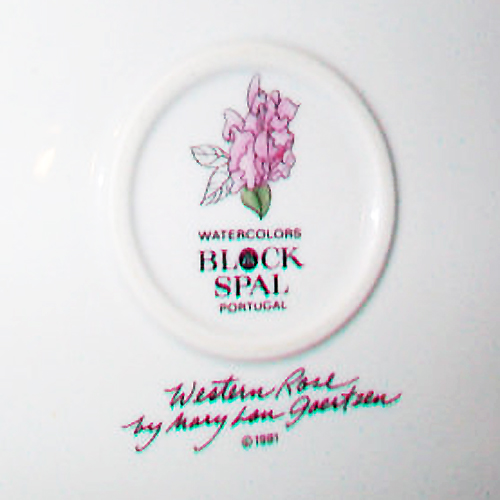 WATERCOLORS
BLOCK
SPAL
PORTUGAL
Western Rose
by Mary Lou Goertzen
©1981